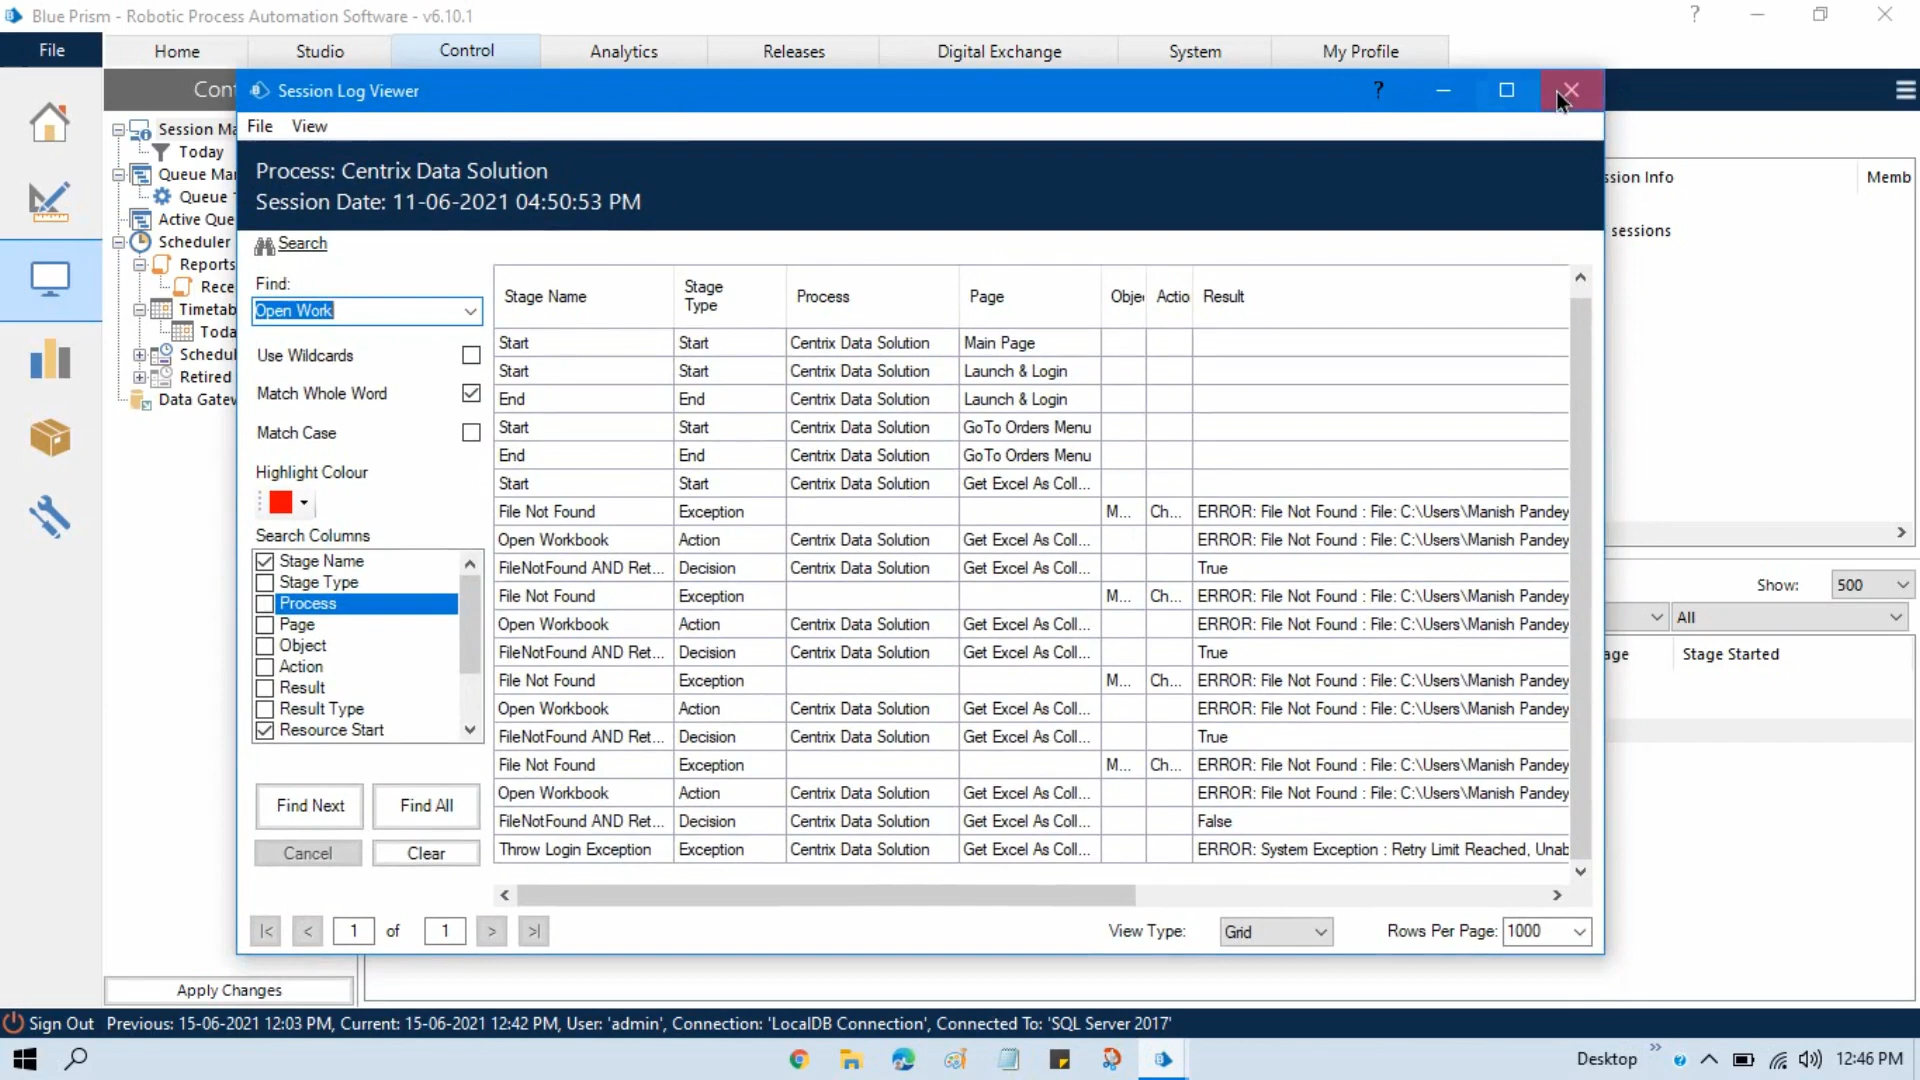 Blue Prism - Robotic Process Automation Software - v6.10.1
?
File
Home
Studio
Control
Analytics
Releases
Digital Exchange
System
My Profile
Cont
Session Log Viewer
?
File
View
Process: Centrix Data Solution
Session Date: 11-06-2021 04:50:53 PM
Session Ma
Today
Queue Mar
Queue
Active Que
Scheduler
Reports
Rece
Timetab
Toda
Schedul
Retired
Data Gatew
Search
Find:
Open Work
Use Wildcards
Match Whole Word
Match Case
Highlight Colour
Search Columns
Stage Name
Stage Type
Process
Page
Object
Action
Result
Result Type
Resource Start
Find Next
Find All
Cancel
Clear
Stage Name Stage Type Process Page Obje Actio Result
Start Start Centrix Data Solution Main Page
Start Start Centrix Data Solution Launch & Login
End End Centrix Data Solution Launch & Login
Start Start Centrix Data Solution GoTo Orders Menu
End End Centrix Data Solution GoTo Orders Menu
Start Start Centrix Data Solution Get Excel As Coll...
File Not Found Exception M... Ch... ERROR: File Not Found : File: C:\Users\Manish Pandey
Open Workbook Action Centrix Data Solution Get Excel As Coll... ERROR: File Not Found : File: C:\Users\Manish Pandey
FileNotFound AND Ret... Decision Centrix Data Solution Get Excel As Coll... True
File Not Found Exception M... Ch... ERROR: File Not Found : File: C:\Users\Manish Pandey
Open Workbook Action Centrix Data Solution Get Excel As Coll... ERROR: File Not Found : File: C:\Users\Manish Pandey
FileNotFound AND Ret... Decision Centrix Data Solution Get Excel As Coll... True
File Not Found Exception M... Ch... ERROR: File Not Found : File: C:\Users\Manish Pandey
Open Workbook Action Centrix Data Solution Get Excel As Coll... ERROR: File Not Found : File: C:\Users\Manish Pandey
FileNotFound AND Ret... Decision Centrix Data Solution Get Excel As Coll... True
File Not Found Exception M... Ch... ERROR: File Not Found : File: C:\Users\Manish Pandey
Open Workbook Action Centrix Data Solution Get Excel As Coll... ERROR: File Not Found : File: C:\Users\Manish Pandey
FileNotFound AND Ret... Decision Centrix Data Solution Get Excel As Coll... False
Throw Login Exception Exception Centrix Data Solution Get Excel As Coll... ERROR: System Exception : Retry Limit Reached, Unab
|< < 1 of 1 > >|
View Type: Grid
Rows Per Page: 1000
ssion Info
Memb
sessions
Show: 500
All
age
Stage Started
Apply Changes
Sign Out Previous: 15-06-2021 12:03 PM, Current: 15-06-2021 12:42 PM, User: 'admin', Connection: 'LocalDB Connection', Connected To: 'SQL Server 2017'
Desktop
12:46 PM